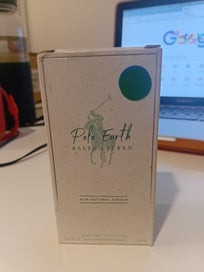 Polo Earth
RALPH LAUREN
97% NATURAL ORIGIN
EAU DE TOILETTE
Google